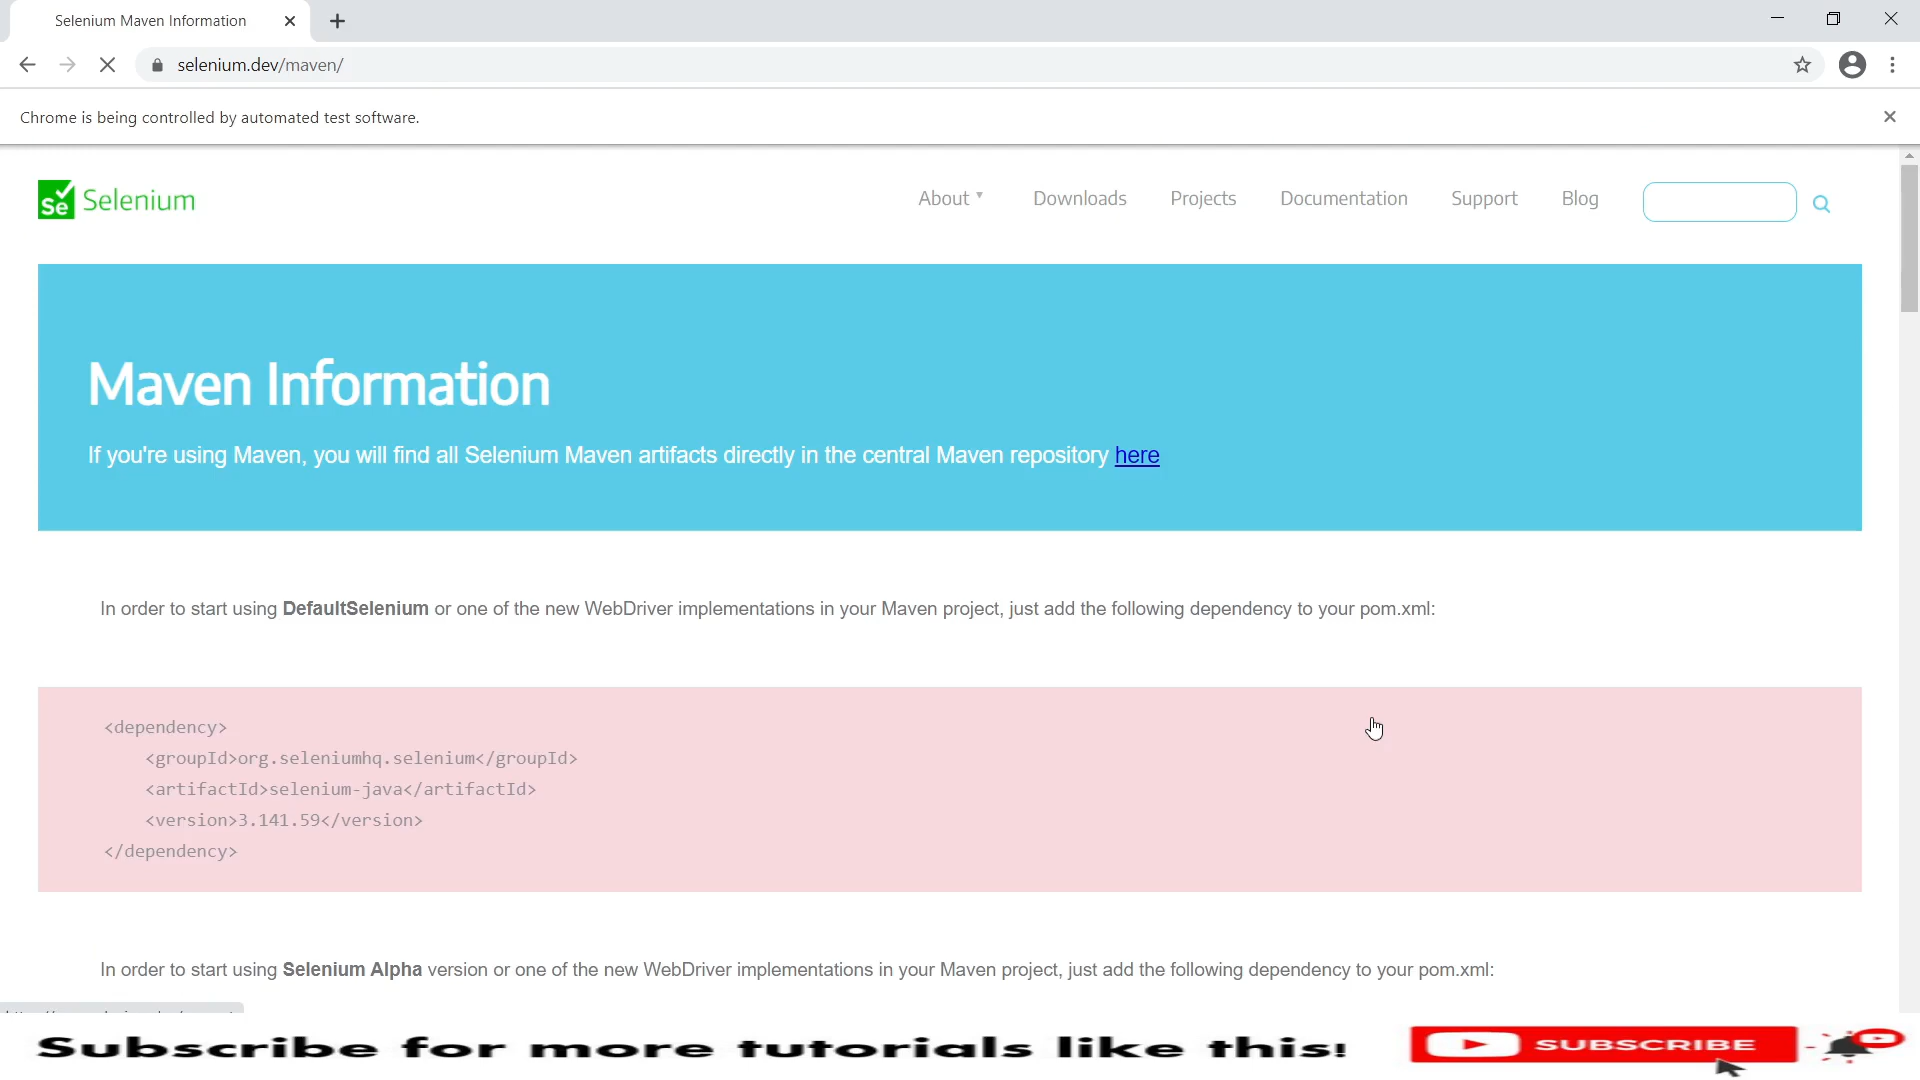 Selenium Maven Information
selenium.dev/maven/
Chrome is being controlled by automated test software.
Se Selenium
About
Downloads
Projects
Documentation
Support
Blog
Maven Information
If you're using Maven, you will find all Selenium Maven artifacts directly in the central Maven repository here
In order to start using DefaultSelenium or one of the new WebDriver implementations in your Maven project, just add the following dependency to your pom.xml:
<dependency>
<groupId>org.seleniumhq.selenium</groupId>
<artifactId>selenium-java</artifactId>
<version>3.141.59</version>
</dependency>
In order to start using Selenium Alpha version or one of the new WebDriver implementations in your Maven project, just add the following dependency to your pom.xml:
Subscribe for more tutorials like this!
SUBSCRIBE